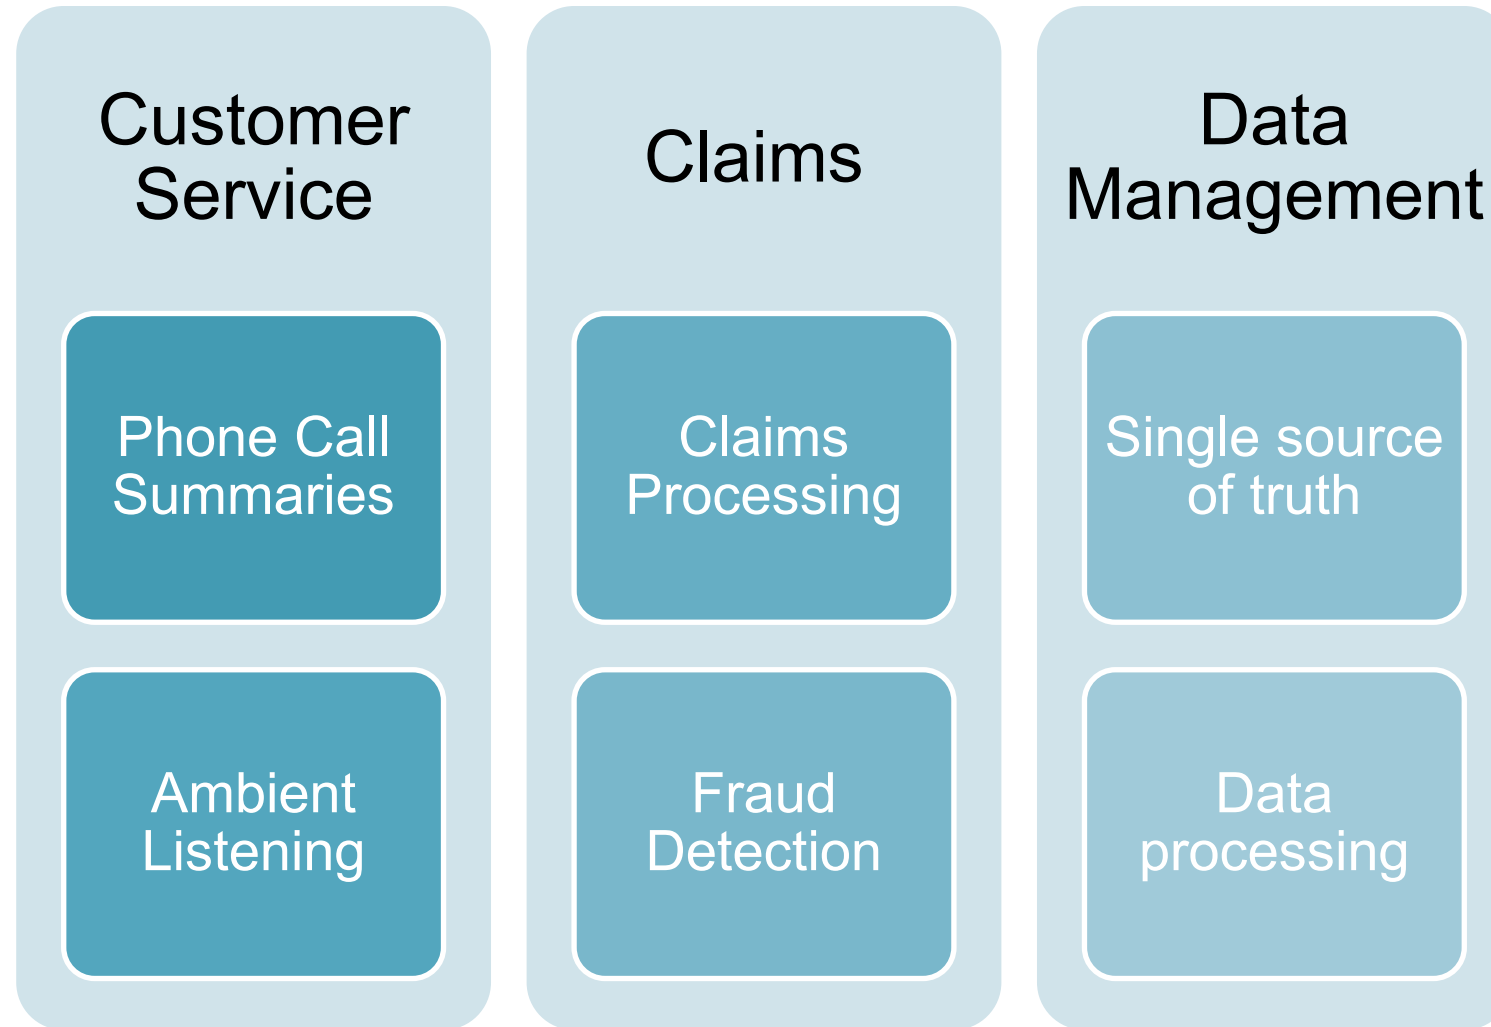 Customer
Service
Phone Call
Summaries
Ambient
Listening
Claims
Claims
Processing
Fraud
Detection
Data
Management
Single source
of truth
Data
processing